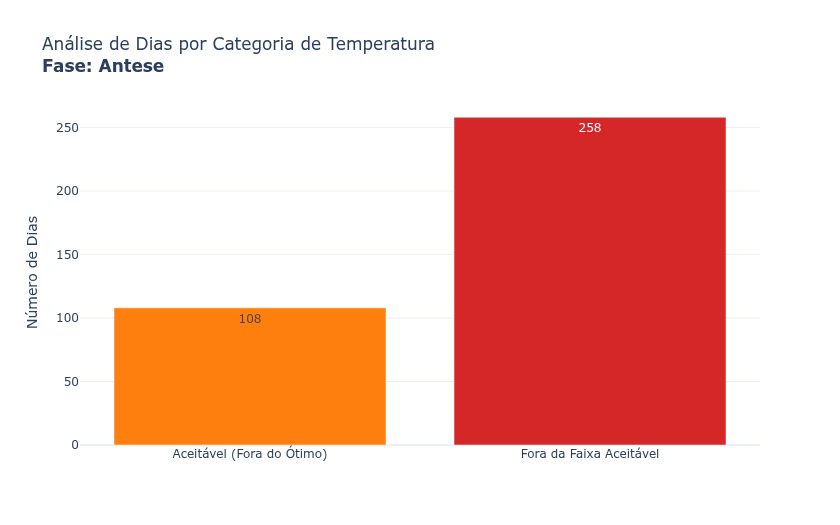 Análise de Dias por Categoria de Temperatura
Fase: Antese
Número de Dias
250
200
150
100
50
0
108
258
Aceitável (Fora do Ótimo)
Fora da Faixa Aceitável